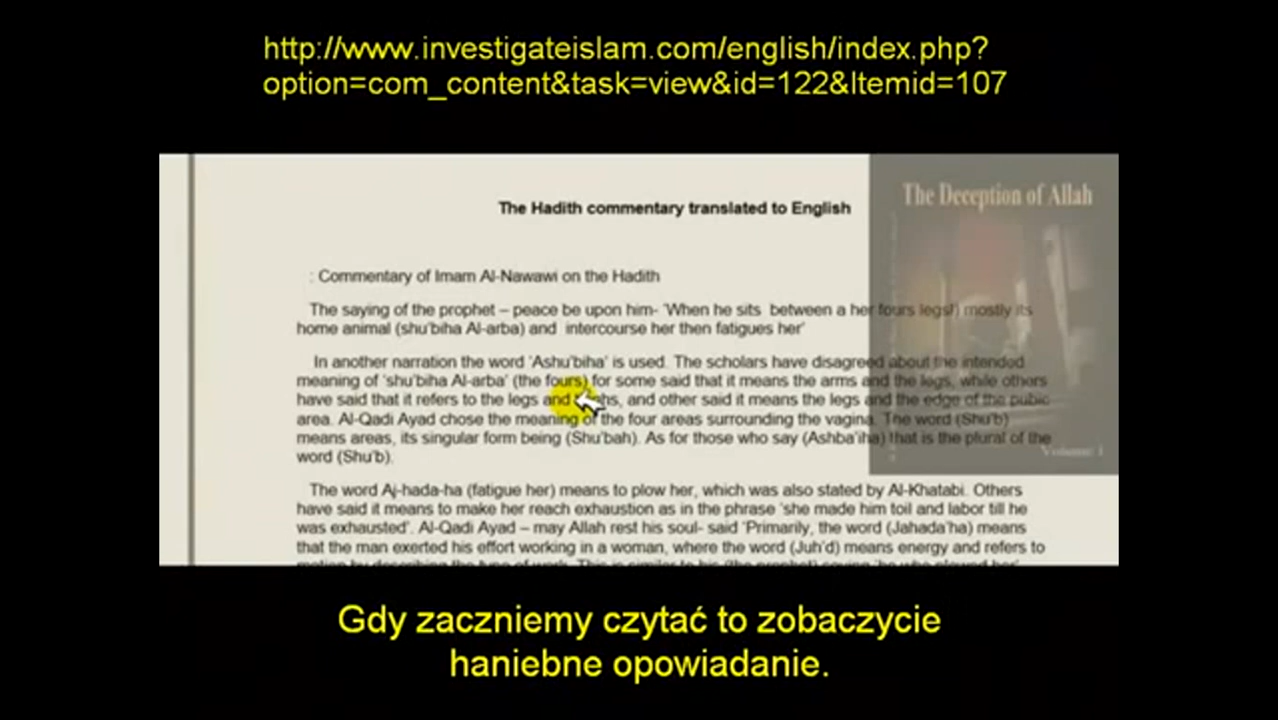 http://www.investigateislam.com/english/index.php?
option=com_content&task=view&id=122&Itemid=107
The Deception of Allah
The Hadith commentary translated to English
: Commentary of Imam Al-Nawawi on the Hadith
The saying of the prophet – peace be upon him- 'When he sits between a her fours legs!) mostly its
home animal (shu'biha Al-arba) and intercourse her then fatigues her'
In another narration the word 'Ashu'biha' is used. The scholars have disagreed about the intended
meaning of 'shu'biha Al-arba' (the fours) for some said that it means the arms and the legs, while others
have said that it refers to the legs and, and other said it means the legs and the edge of the pubic
area. Al-Qadi Ayad chose the meaning of the four areas surrounding the vagina. The word (Shu'b)
means areas, its singular form being (Shu'bah). As for those who say (Ashba'iha) that is the plural of the
word (Shu'b).
Volume 1
The word Aj-hada-ha (fatigue her) means to plow her, which was also stated by Al-Khatabi. Others
have said it means to make her reach exhaustion as in the phrase 'she made him toil and labor till he
was exhausted'. Al-Qadi Ayad – may Allah rest his soul- said 'Primarily, the word (Jahada'ha) means
that the man exerted his effort working in a woman, where the word (Juh'd) means energy and refers to
Gdy zaczniemy czytać to zobaczycie
haniebne opowiadanie.